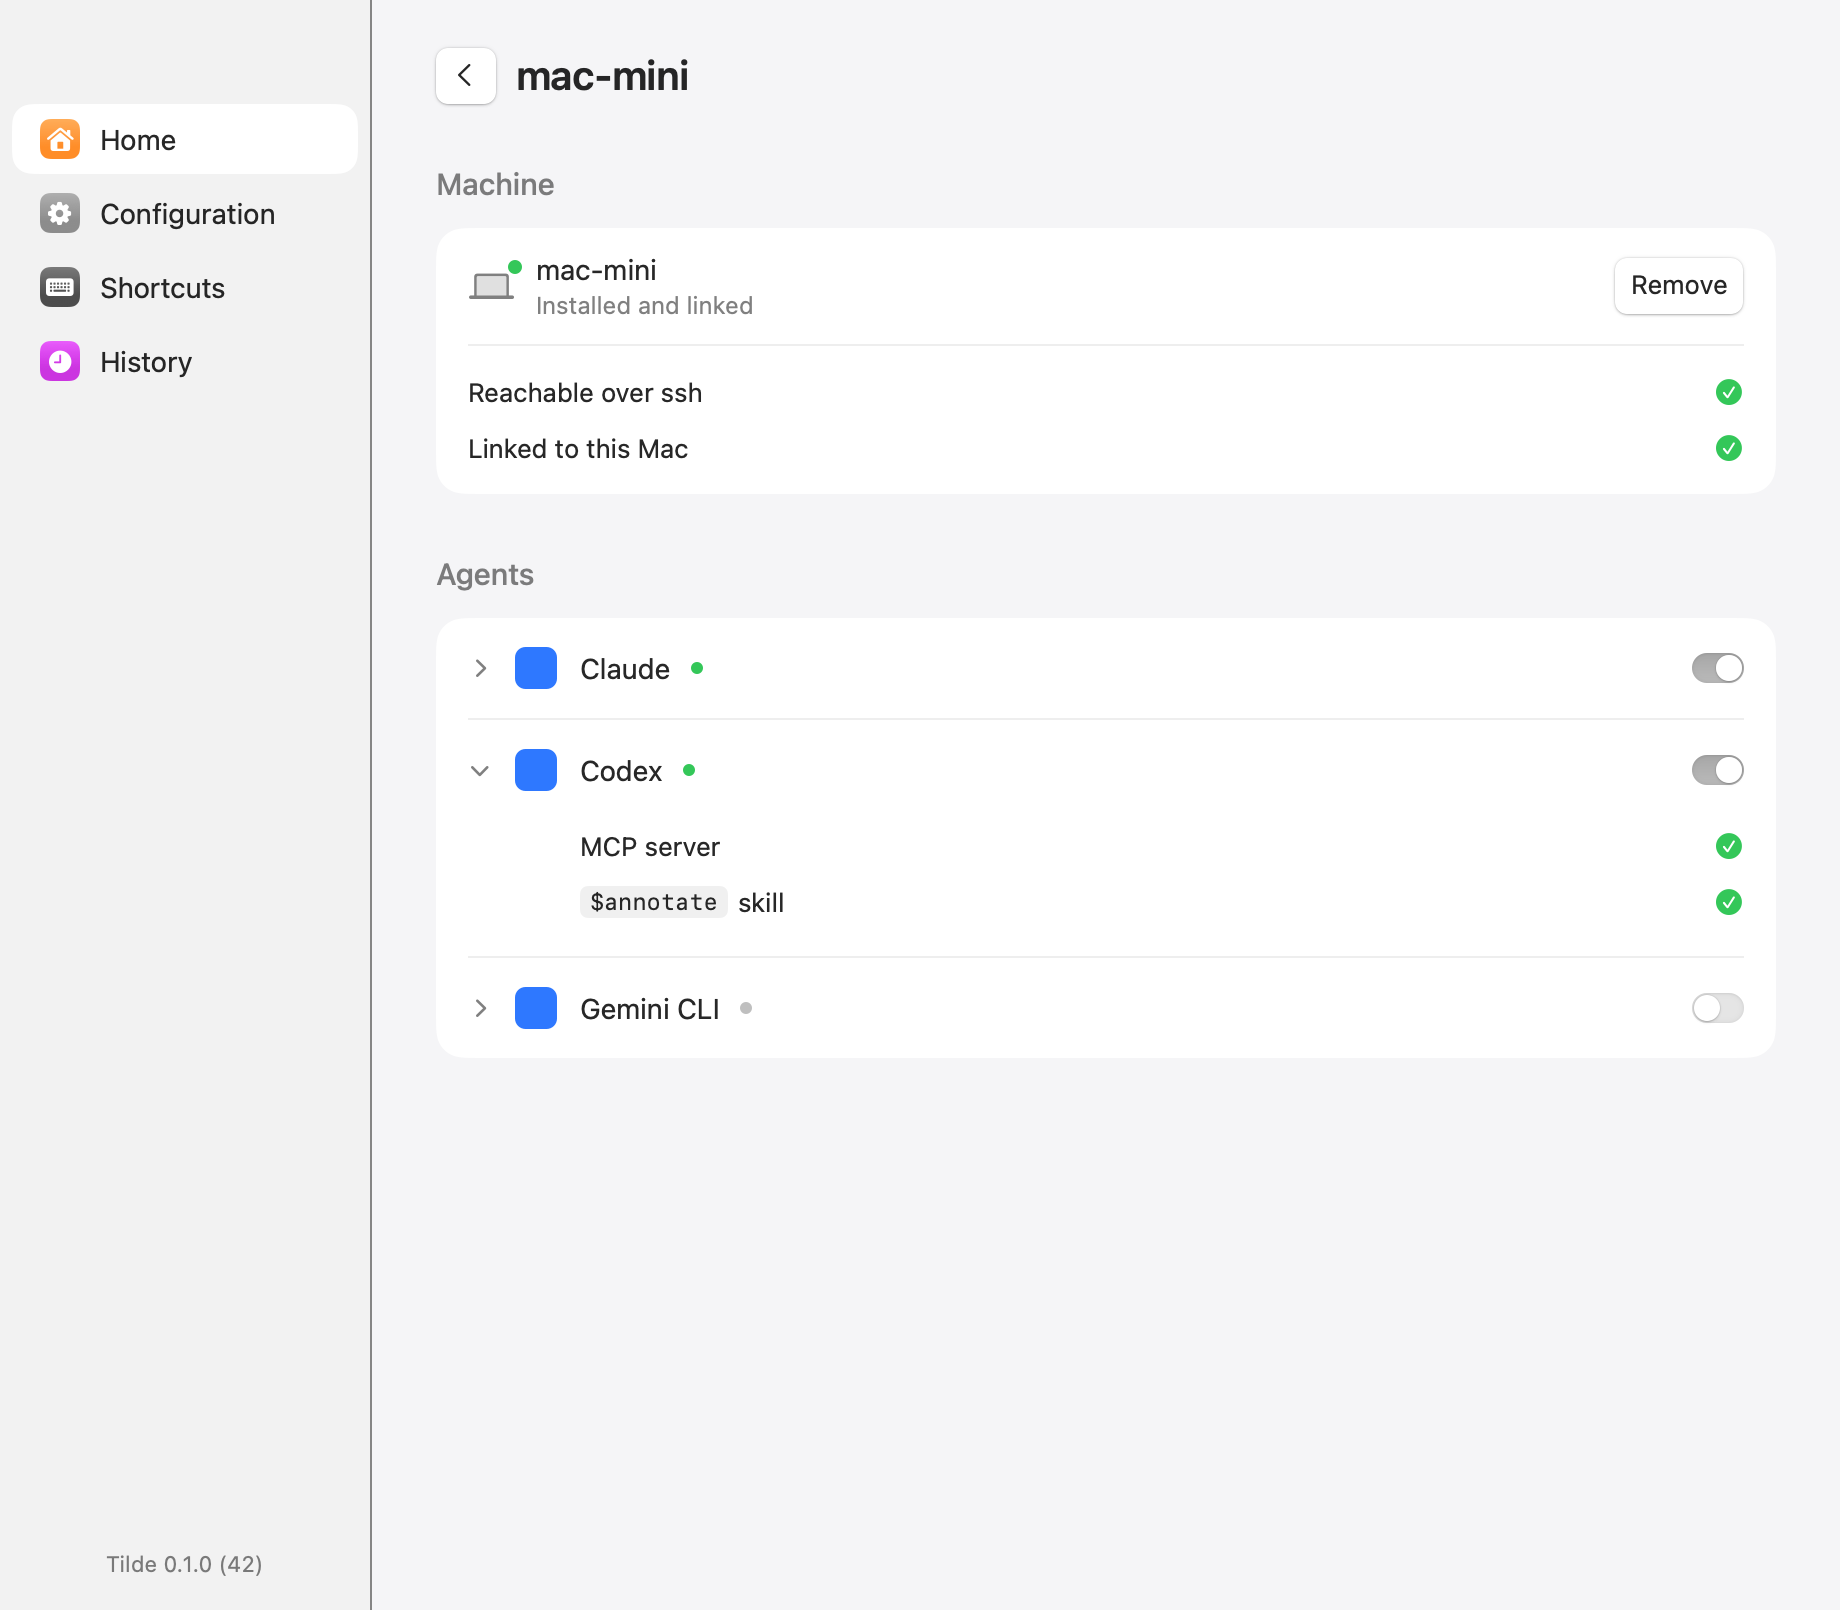 mac-mini
Home
Configuration
Shortcuts
History
Machine
mac-mini
Installed and linked
Remove
Reachable over ssh
Linked to this Mac
Agents
Claude
Codex
MCP server
$annotate skill
Gemini CLI
Tilde 0.1.0 (42)